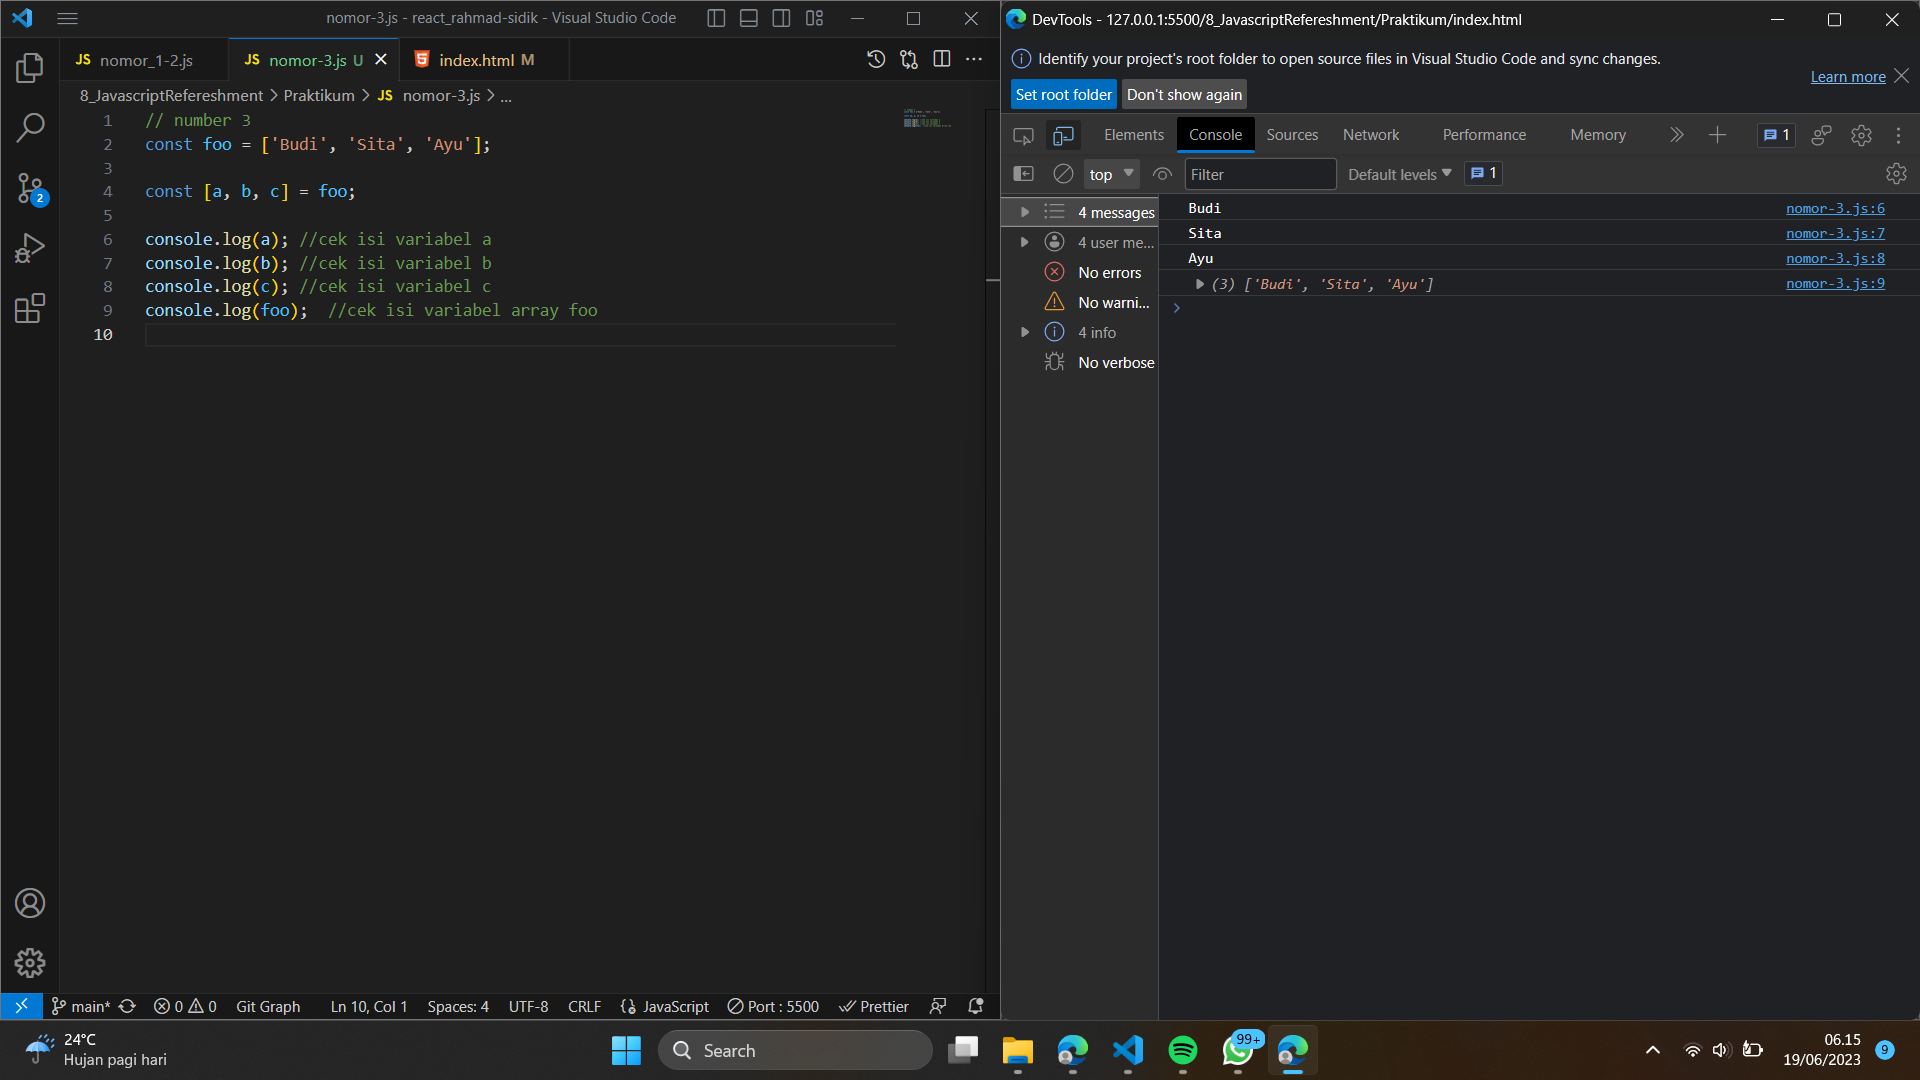 nomor-3.js - react_rahmad-sidik - Visual Studio Code
JS nomor_1-2.js
JS nomor-3.js U
index.html M
8_JavascriptRefereshment > Praktikum > JS nomor-3.js > ...
1 // number 3
2 const foo = ['Budi', 'Sita', 'Ayu'];
3
4 const [a, b, c] = foo;
5
6 console.log(a); //cek isi variabel a
7 console.log(b); //cek isi variabel b
8 console.log(c); //cek isi variabel c
9 console.log(foo);  //cek isi variabel array foo
10
2
main* 0 0 Git Graph Ln 10, Col 1 Spaces: 4 UTF-8 CRLF JavaScript Port : 5500 Prettier
DevTools - 127.0.0.1:5500/8_JavascriptRefereshment/Praktikum/index.html
Identify your project's root folder to open source files in Visual Studio Code and sync changes.
Learn more
Set root folder Don't show again
Elements Console Sources Network Performance Memory 1
top Filter Default levels 1
4 messages
4 user me...
No errors
No warni...
4 info
No verbose
Budi nomor-3.js:6
Sita nomor-3.js:7
Ayu nomor-3.js:8
(3) ['Budi', 'Sita', 'Ayu'] nomor-3.js:9
24°C
Hujan pagi hari
Search
99+
06.15
19/06/2023
9